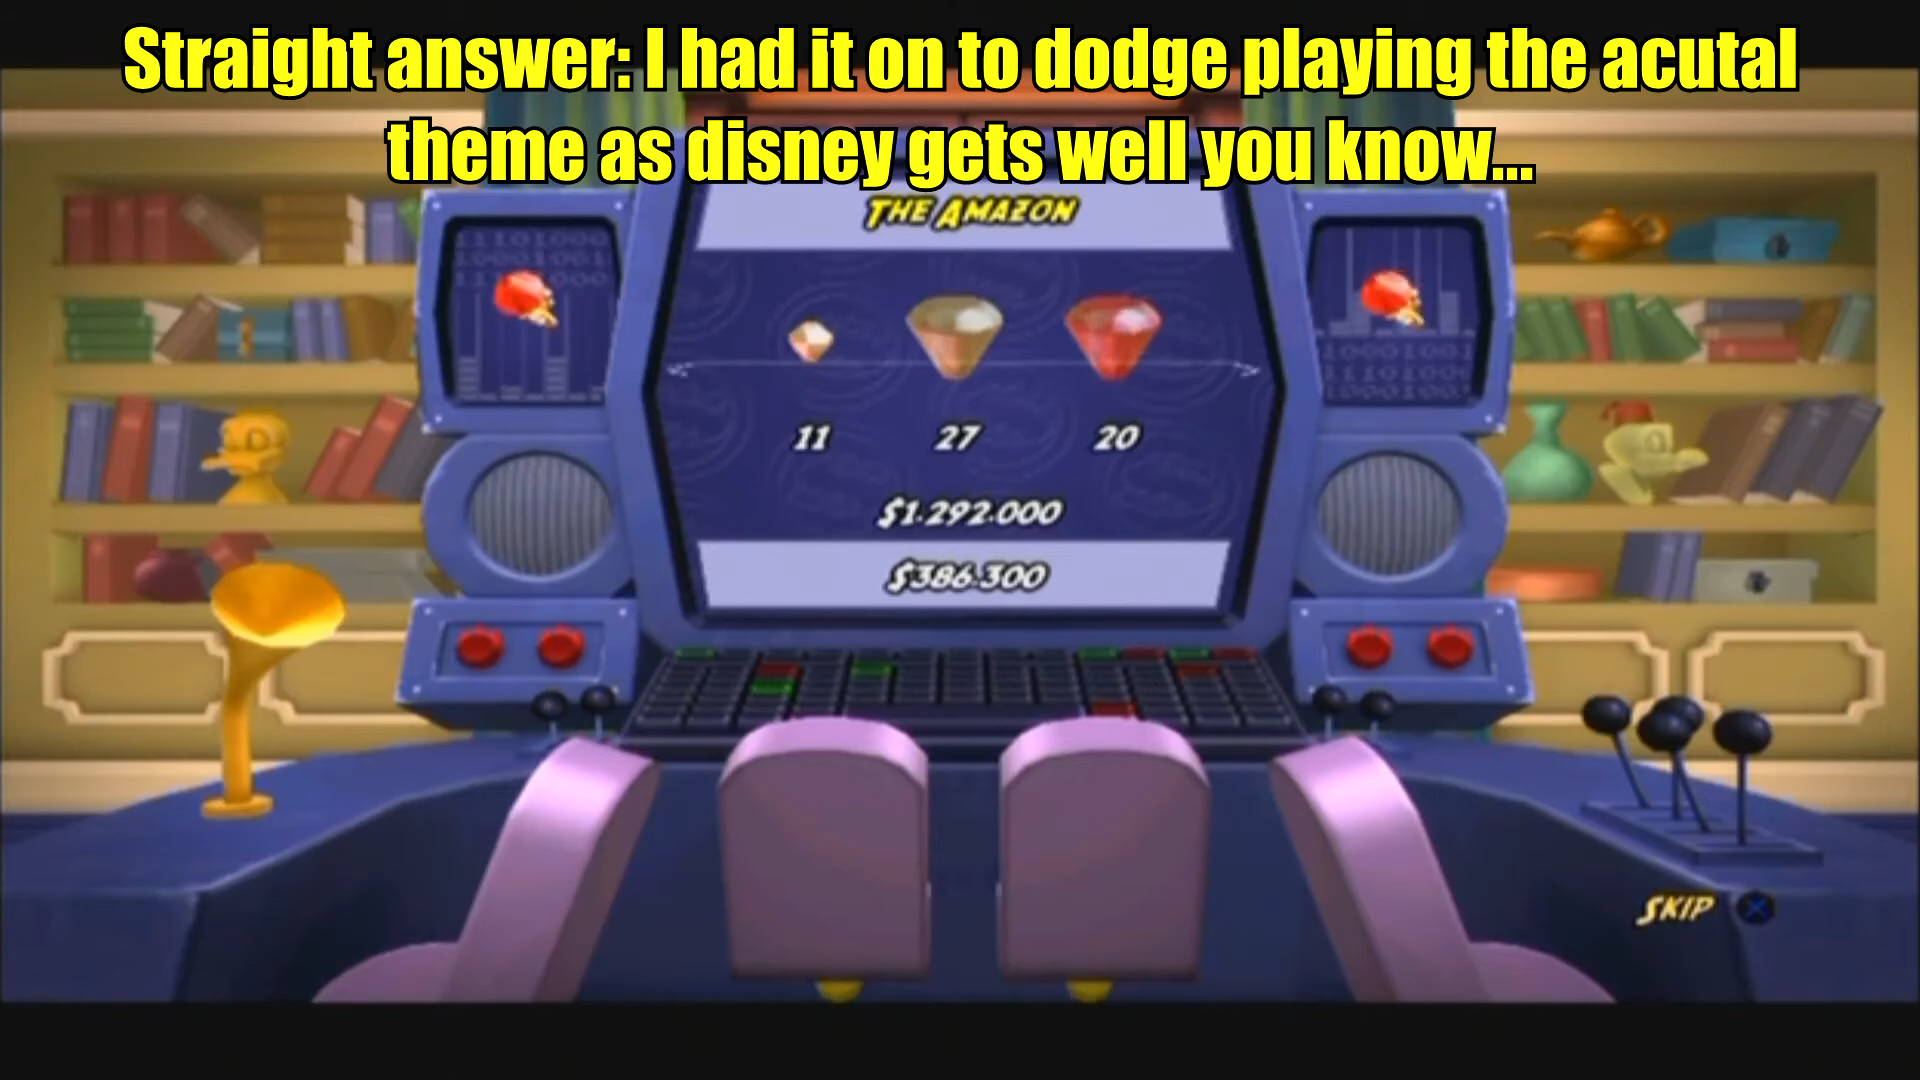 Straight answer: I had it on to dodge playing the acutal
theme as disney gets well you know...
THE AMAZON
11 27 20
$1.292.000
$386.300
SKIP